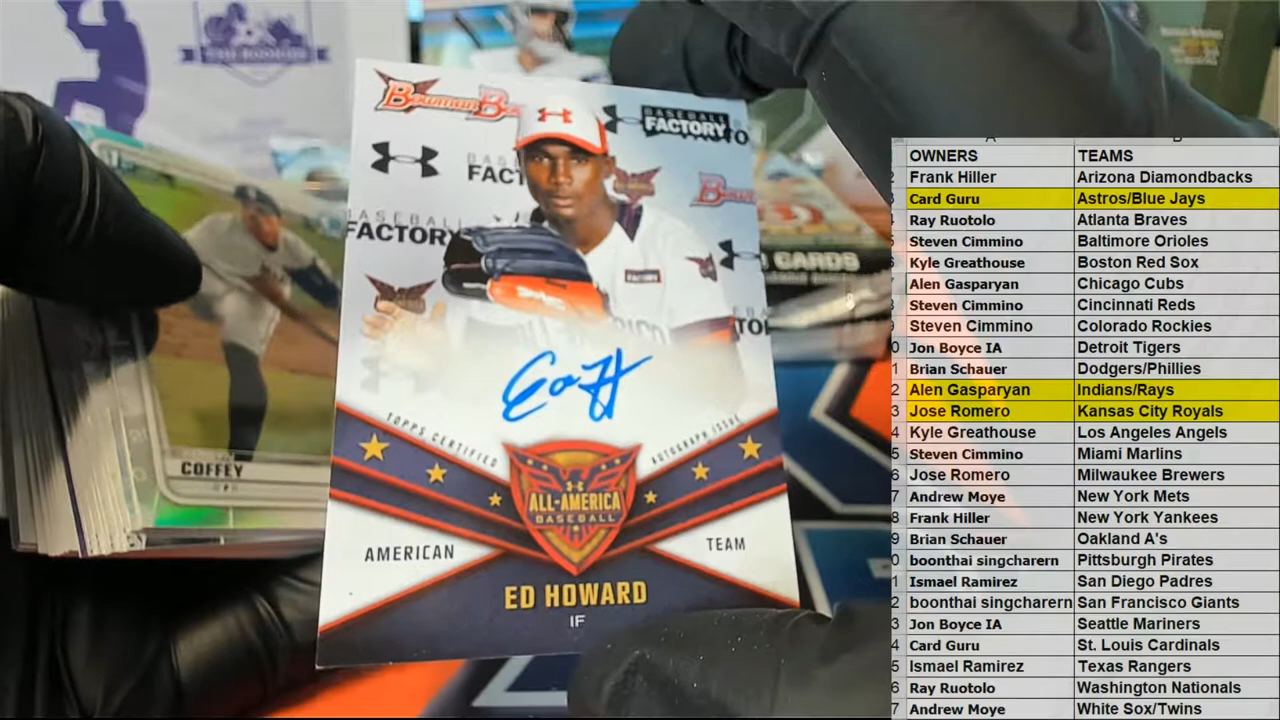 THE ROOKIES
Bowman
BASEBALL
FACTORY
FACT
BASEBALL
FACTORY
CARDS
COFFEY
P
TOPPS CERTIFIED
AUTOGRAPH ISSUE
ALL-AMERICA
BASEBALL
AMERICAN
TEAM
ED HOWARD
IF
OWNERS TEAMS
Frank Hiller Arizona Diamondbacks
Card Guru Astros/Blue Jays
Ray Ruotolo Atlanta Braves
Steven Cimmino Baltimore Orioles
Kyle Greathouse Boston Red Sox
Alen Gasparyan Chicago Cubs
Steven Cimmino Cincinnati Reds
Steven Cimmino Colorado Rockies
Jon Boyce IA Detroit Tigers
Brian Schauer Dodgers/Phillies
Alen Gasparyan Indians/Rays
Jose Romero Kansas City Royals
Kyle Greathouse Los Angeles Angels
Steven Cimmino Miami Marlins
Jose Romero Milwaukee Brewers
Andrew Moye New York Mets
Frank Hiller New York Yankees
Brian Schauer Oakland A's
boonthai singcharern Pittsburgh Pirates
Ismael Ramirez San Diego Padres
boonthai singcharern San Francisco Giants
Jon Boyce IA Seattle Mariners
Card Guru St. Louis Cardinals
Ismael Ramirez Texas Rangers
Ray Ruotolo Washington Nationals
Andrew Moye White Sox/Twins